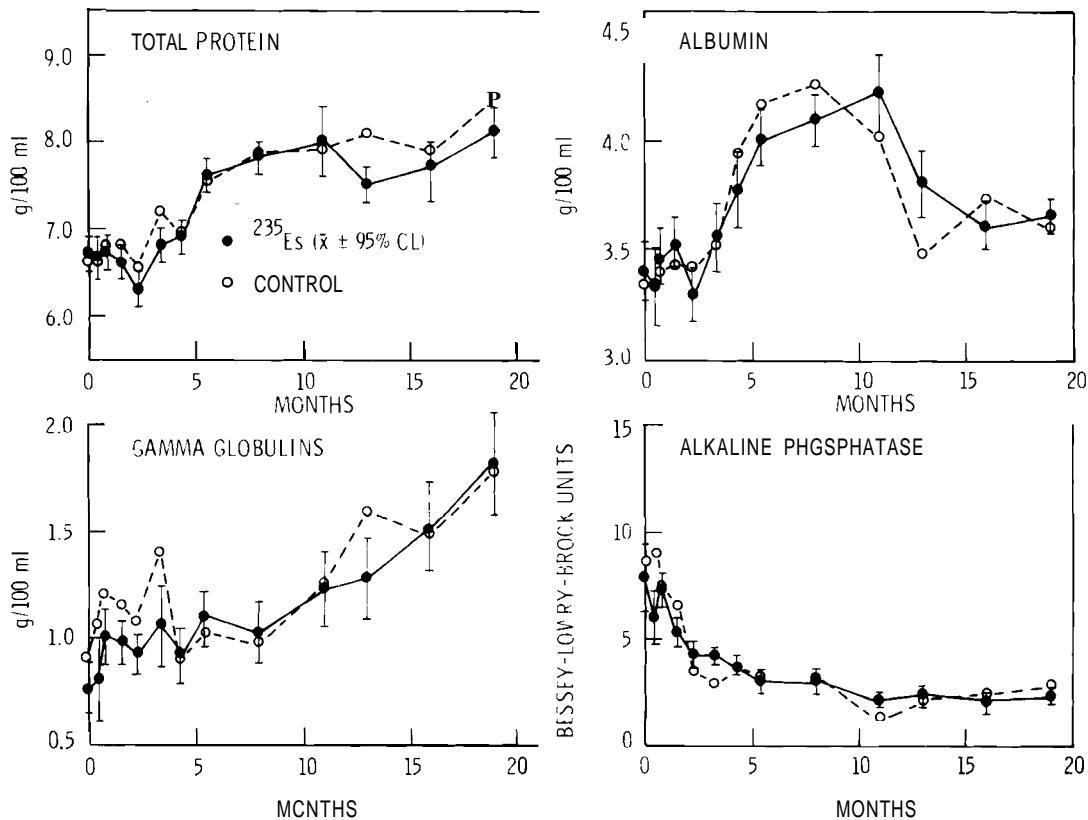 TOTAL PROTEIN
9.0
8.0
7.0
6.0
g/100 ml
P
235Es (x̄ ± 95% CL)
CONTROL
0 5 10 15 20
MONTHS
ALBUMIN
4.5
4.0
3.5
3.0
g/100 ml
0 5 10 15 20
MONTHS
GAMMA GLOBULINS
2.0
1.5
1.0
0.5
g/100 ml
0 5 10 15 20
MCNTHS
ALKALINE PHGSPHATASE
15
10
5
0
BESSEY-LOWRY-BROCK UNITS
0 5 10 15 20
MONTHS